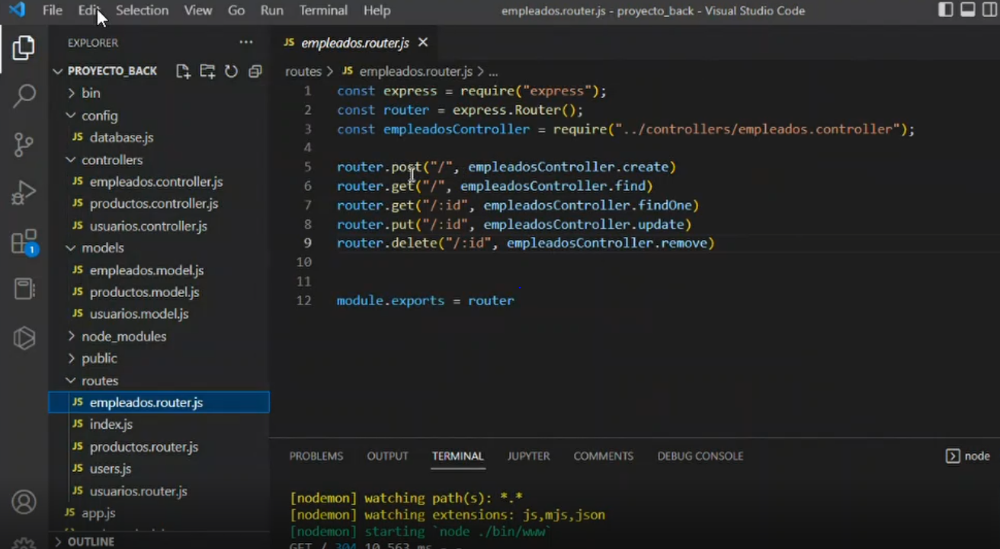 File Edit Selection View Go Run Terminal Help
empleados.router.js - proyecto_back - Visual Studio Code
EXPLORER
PROYECTO_BACK
bin
config
JS database.js
controllers
JS empleados.controller.js
JS productos.controller.js
JS usuarios.controller.js
models
JS empleados.model.js
JS productos.model.js
JS usuarios.model.js
node_modules
public
routes
JS empleados.router.js
JS index.js
JS productos.router.js
JS users.js
JS usuarios.router.js
JS app.js
OUTLINE
1
JS empleados.router.js
routes > JS empleados.router.js > ...
1 const express = require("express");
2 const router = express.Router();
3 const empleadosController = require("../controllers/empleados.controller");
4
5 router.post("/", empleadosController.create)
6 router.get("/", empleadosController.find)
7 router.get("/:id", empleadosController.findOne)
8 router.put("/:id", empleadosController.update)
9 router.delete("/:id", empleadosController.remove)
10
11
12 module.exports = router
PROBLEMS OUTPUT TERMINAL JUPYTER COMMENTS DEBUG CONSOLE
node
[nodemon] watching path(s): *.*
[nodemon] watching extensions: js,mjs,json
[nodemon] starting `node ./bin/www`
GET / 304 10.563 ms - -